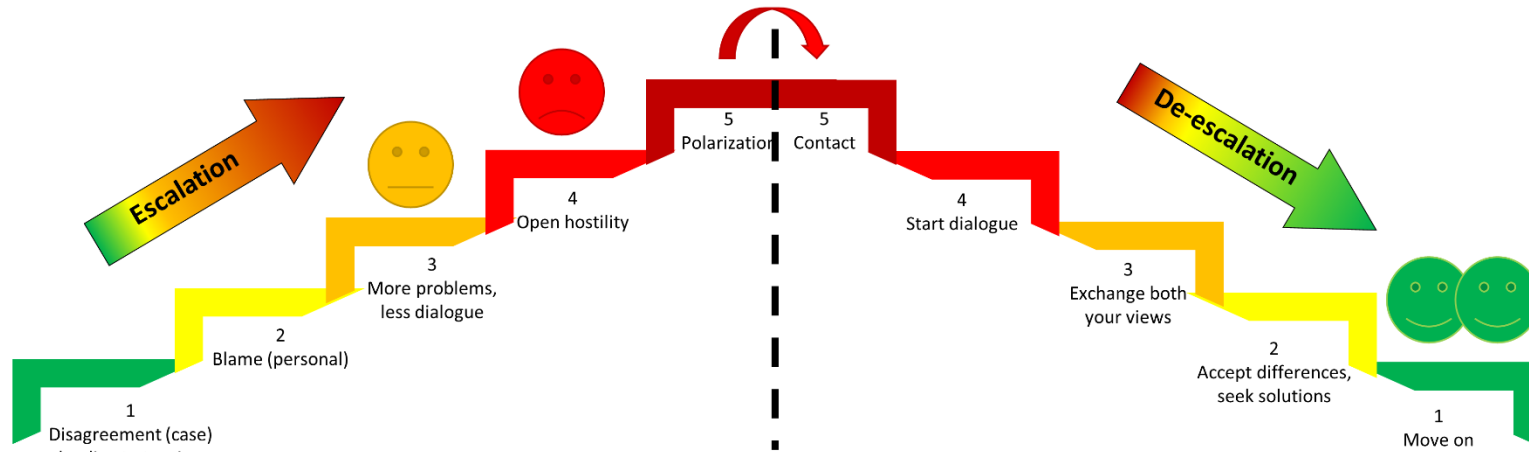 Escalation
De-escalation
5
Polarization
5
Contact
4
Open hostility
4
Start dialogue
3
More problems,
less dialogue
3
Exchange both
your views
2
Blame (personal)
2
Accept differences,
seek solutions
1
Disagreement (case)
1
Move on